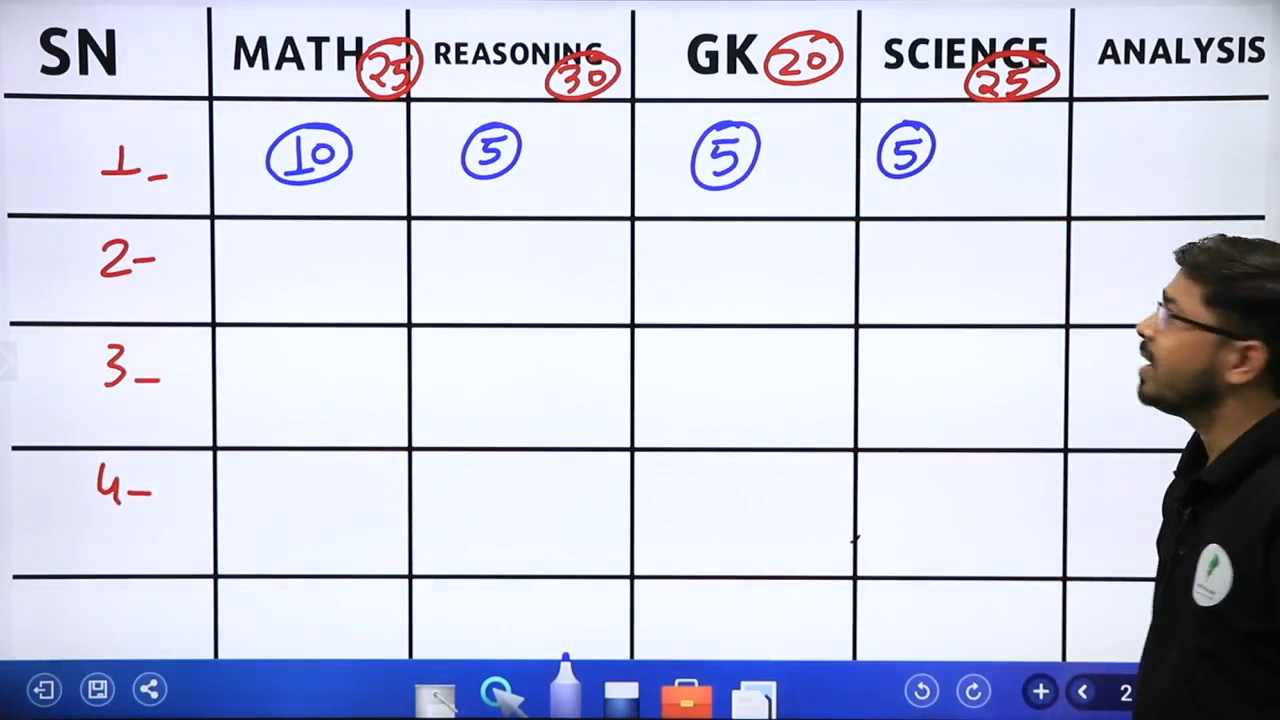 SN MATH 25 REASONING 30 GK 20 SCIENCE 25 ANALYSIS
1- 10 5 5 5
2-
3-
4-
2